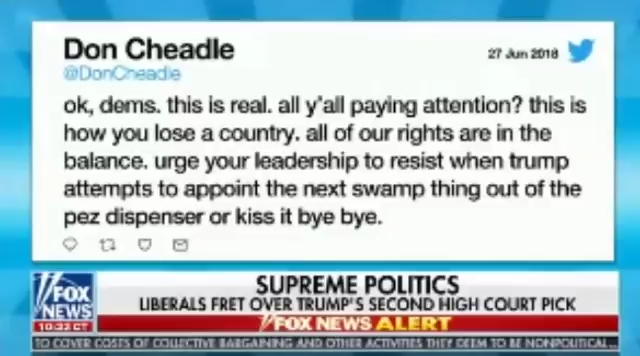 Don Cheadle
27 Jun 2018
@DonCheadle
ok, dems. this is real. all y'all paying attention? this is
how you lose a country. all of our rights are in the
balance. urge your leadership to resist when trump
attempts to appoint the next swamp thing out of the
pez dispenser or kiss it bye bye.
SUPREME POLITICS
LIBERALS FRET OVER TRUMP'S SECOND HIGH COURT PICK
FOX
NEWS
10:32 CT
FOX NEWS ALERT
TO COVER COSTS OF COLLECTIVE BARGAINING AND OTHER ACTIVITIES THEY DEEM TO BE NONPOLITICAL...